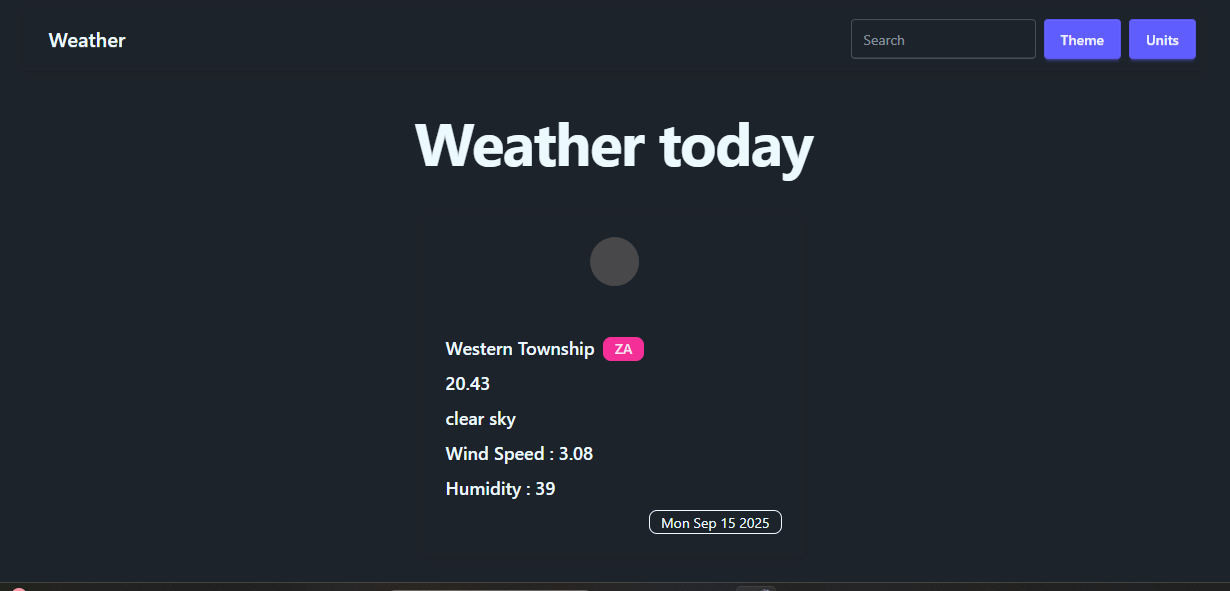 Weather
Search
Theme
Units
Weather today
Western Township ZA
20.43
clear sky
Wind Speed : 3.08
Humidity : 39
Mon Sep 15 2025